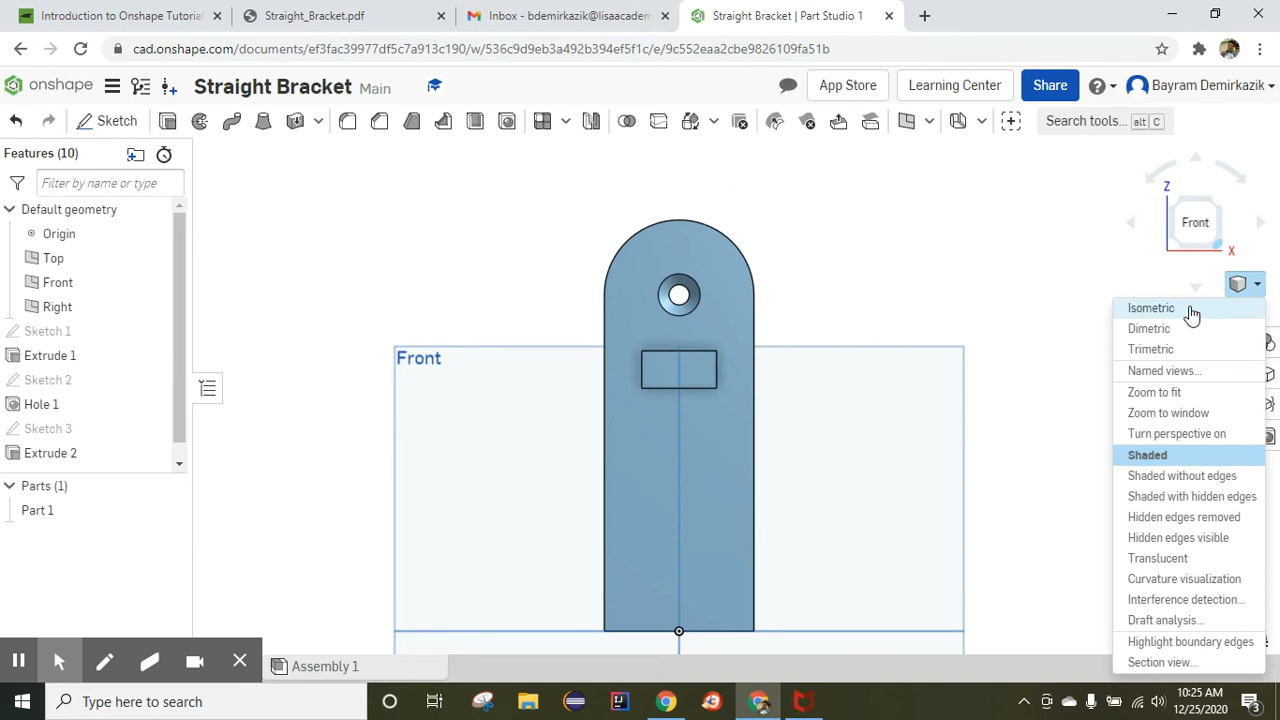 Introduction to Onshape Tutorial
Straight_Bracket.pdf
Inbox - bdemirkazik@lisaacadem
Straight Bracket | Part Studio 1
cad.onshape.com/documents/ef3fac39977df5c7a913c190/w/536c9d9eb3a492b394ef5f1c/e/9c552eaa2cbe9826109fa51b
onshape
Straight Bracket Main
App Store
Learning Center
Share
Bayram Demirkazik
Sketch
Search tools... alt C
Features (10)
Filter by name or type
Default geometry
Origin
Top
Front
Right
Sketch 1
Extrude 1
Sketch 2
Hole 1
Sketch 3
Extrude 2
Parts (1)
Part 1
Front
Z
Front
X
Isometric
Dimetric
Trimetric
Named views...
Zoom to fit
Zoom to window
Turn perspective on
Shaded
Shaded without edges
Shaded with hidden edges
Hidden edges removed
Hidden edges visible
Translucent
Curvature visualization
Interference detection...
Draft analysis...
Highlight boundary edges
Section view...
Assembly 1
Type here to search
10:25 AM
12/25/2020
3